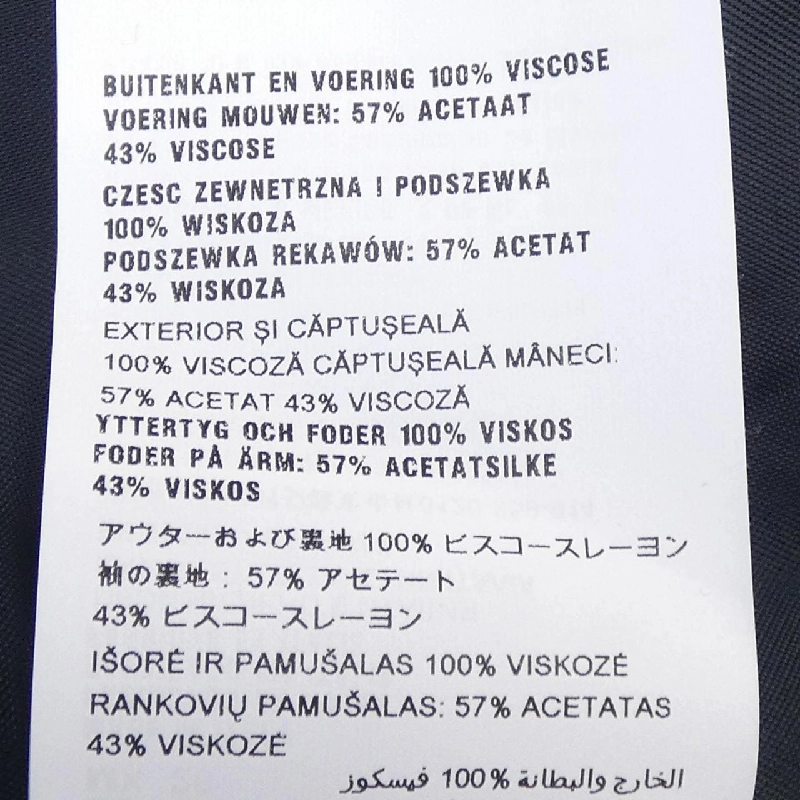 BUITENKANT EN VOERING 100% VISCOSE
VOERING MOUWEN: 57% ACETAAT
43% VISCOSE
CZESC ZEWNETRZNA I PODSZEWKA
100% WISKOZA
PODSZEWKA REKAWÓW: 57% ACETAT
43% WISKOZA
EXTERIOR ȘI CĂPTUȘEALĂ
100% VISCOZĂ CĂPTUȘEALĂ MÂNECI:
57% ACETAT 43% VISCOZĂ
YTTERTYG OCH FODER 100% VISKOS
FODER PÅ ÄRM: 57% ACETATSILKE
43% VISKOS
アウターおよび裏地 100% ビスコースレーヨン
袖の裏地: 57% アセテート
43% ビスコースレーヨン
IŠORĖ IR PAMUŠALAS 100% VISKOZĖ
RANKOVIŲ PAMUŠALAS: 57% ACETATAS
43% VISKOZĖ
الخارج والبطانة 100% فيسكوز